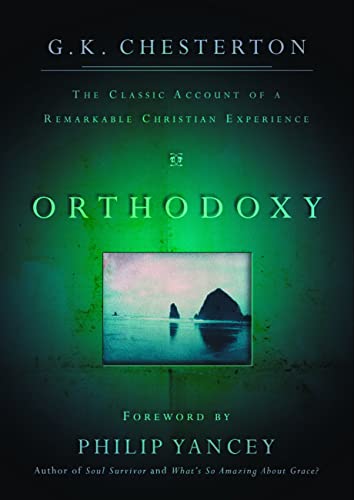 G. K. CHESTERTON
THE CLASSIC ACCOUNT OF A
REMARKABLE CHRISTIAN EXPERIENCE
ORTHODOXY
FOREWORD BY
PHILIP YANCEY
Author of Soul Survivor and What's So Amazing About Grace?